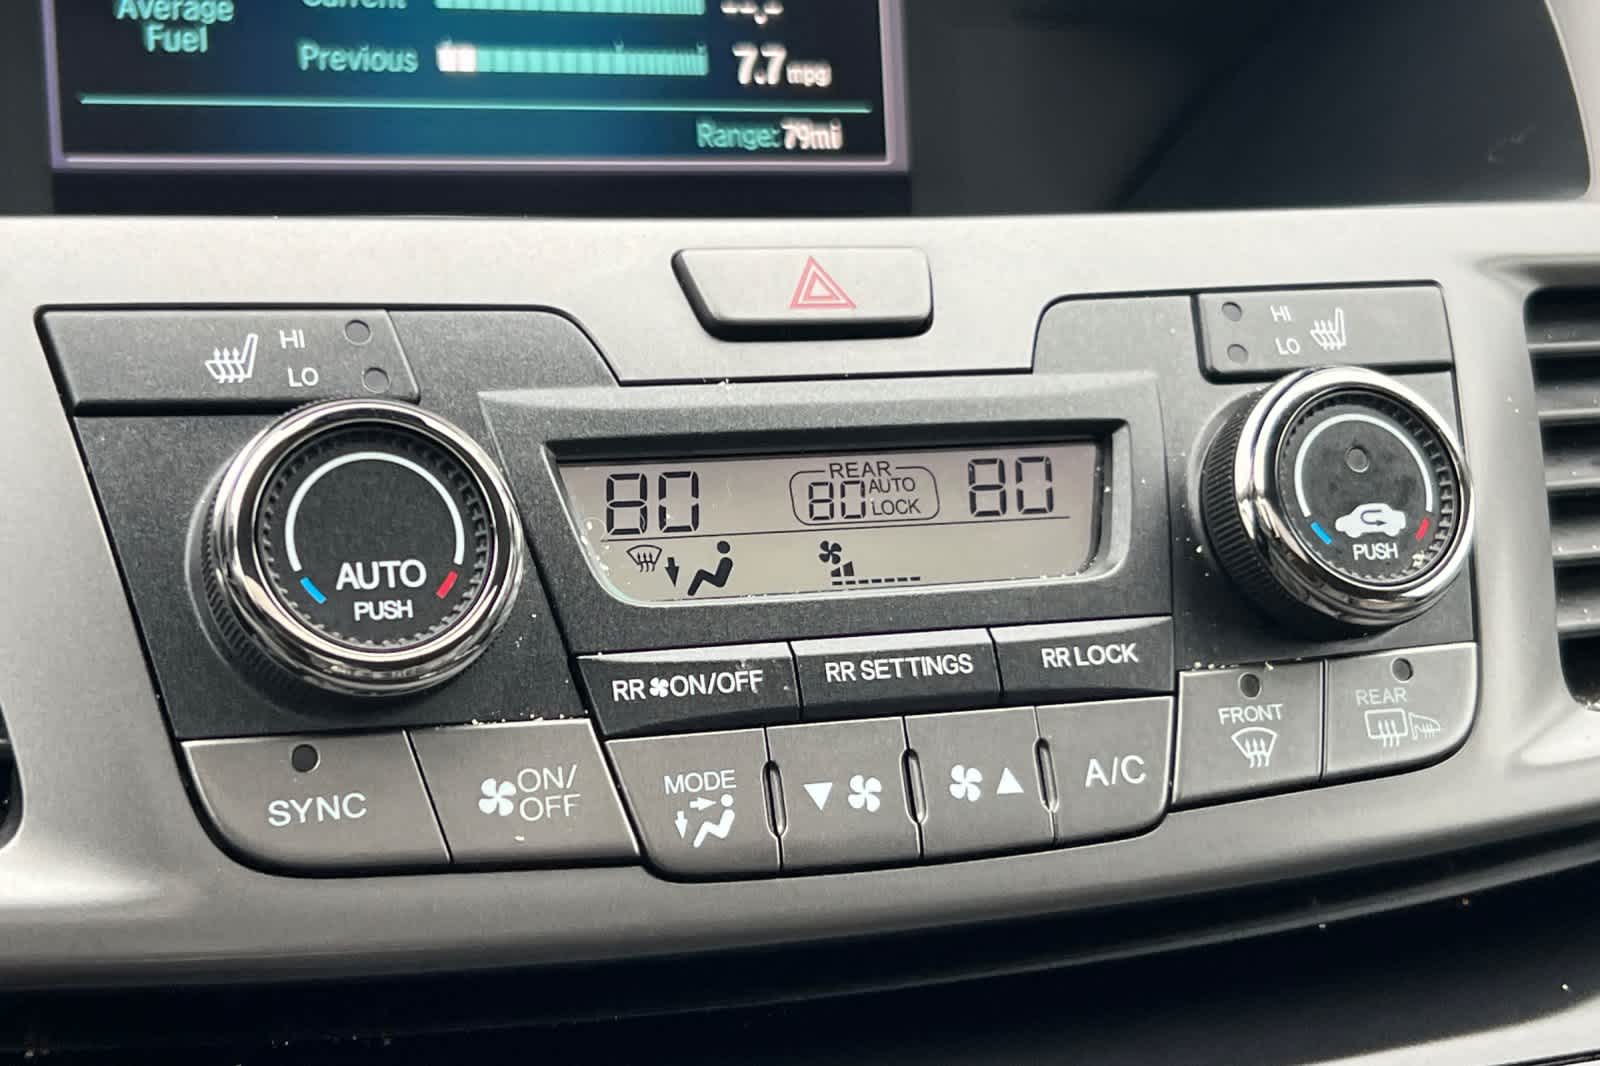 Average
Fuel
Current
Previous
7.7 mpg
Range: 79mi
HI
LO
HI
LO
AUTO
PUSH
80
REAR
80 AUTO
LOCK
80
PUSH
RR ON/OFF
RR SETTINGS
RR LOCK
SYNC
ON/
OFF
MODE
A/C
FRONT
REAR